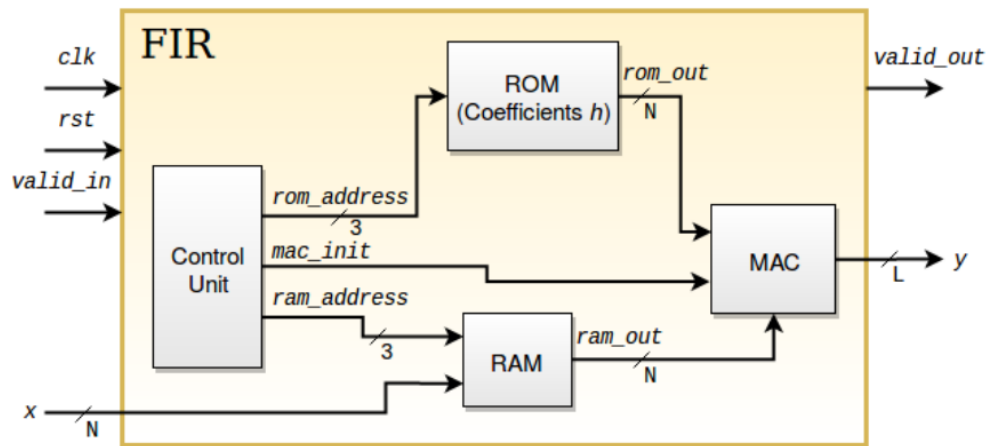 FIR
clk
rst
valid_in
valid_out
ROM
(Coefficients h)
rom_out
N
rom_address
3
mac_init
ram_address
3
Control
Unit
MAC
y
L
RAM
ram_out
N
x
N